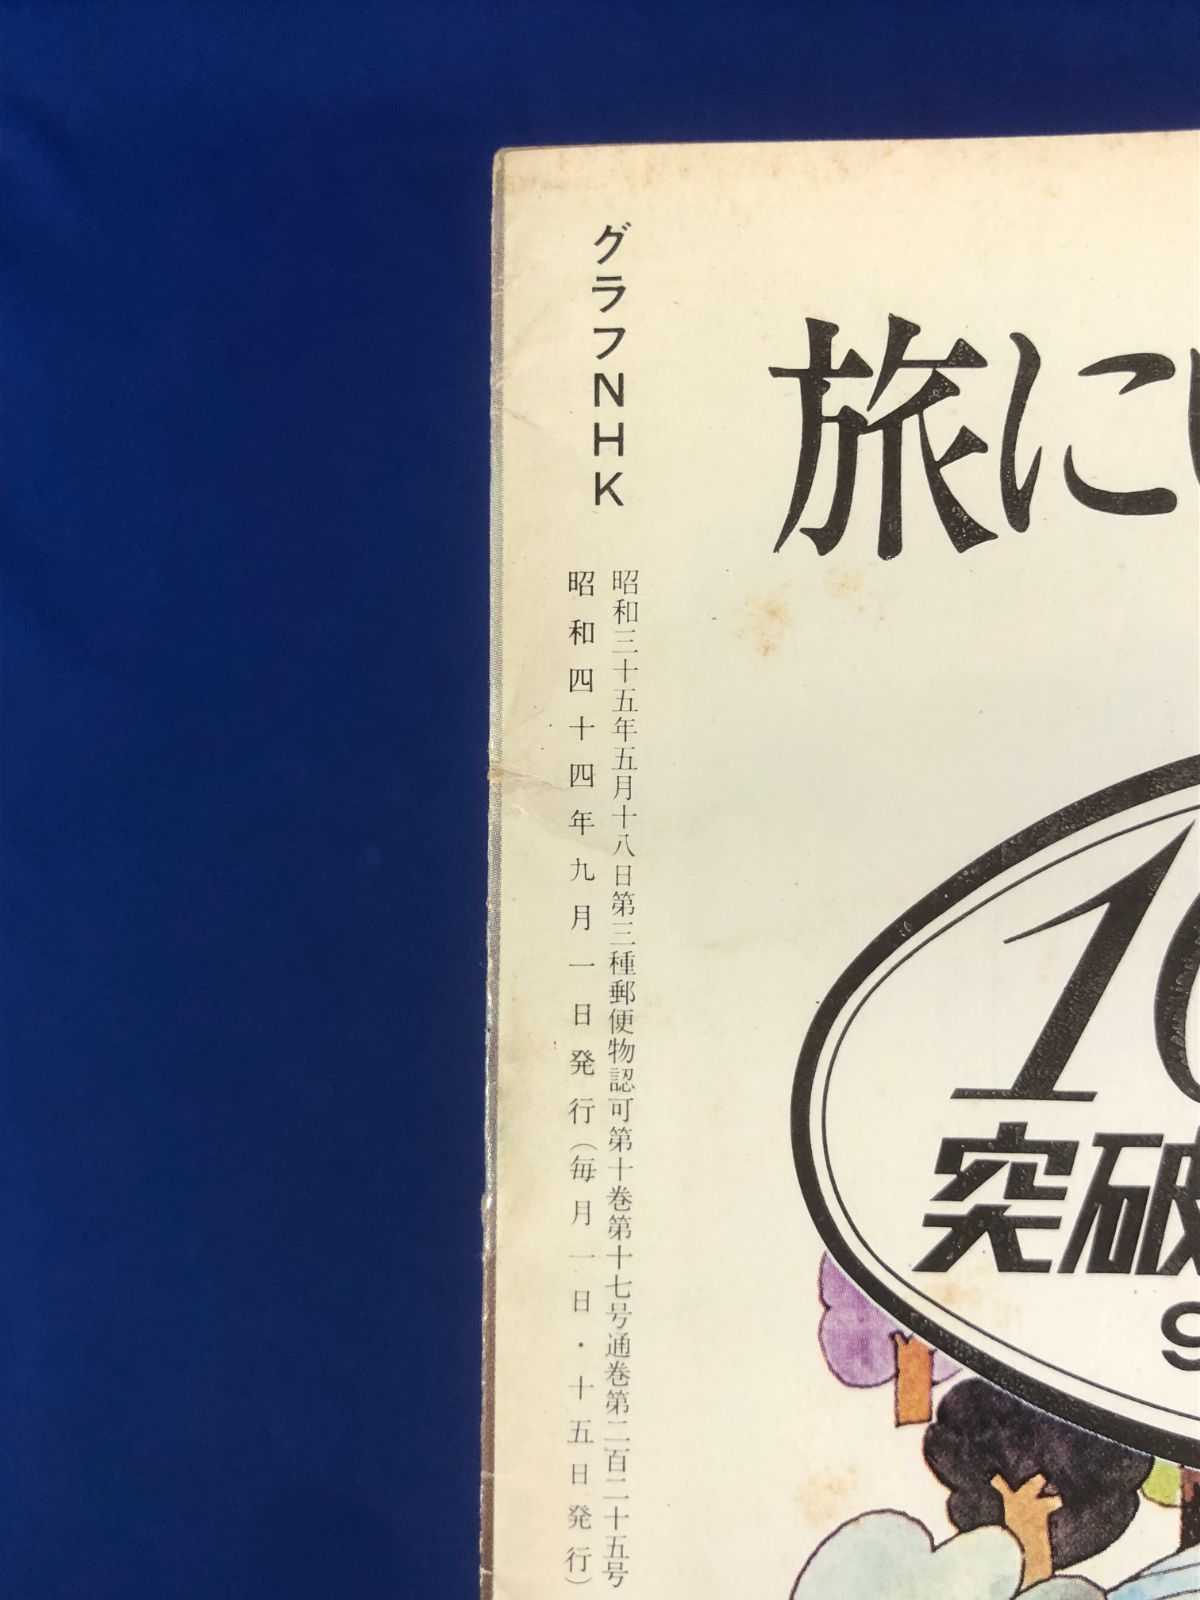 グラフNHK
昭和三十五年五月十八日第三種郵便物認可第十巻第十七号通巻第二百二十五号
昭和四十四年九月一日発行(毎月一日・十五日発行)
旅に
1
突破
9